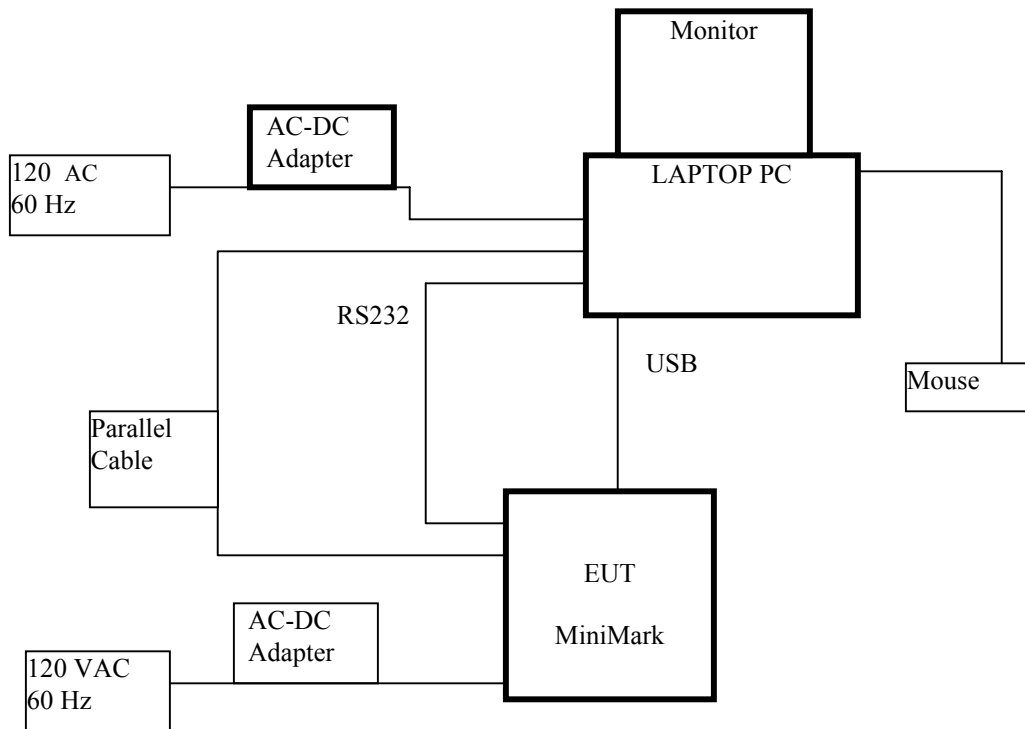 Monitor
AC-DC
Adapter
120 AC
60 Hz
LAPTOP PC
RS232
USB
Mouse
Parallel
Cable
EUT
MiniMark
AC-DC
Adapter
120 VAC
60 Hz